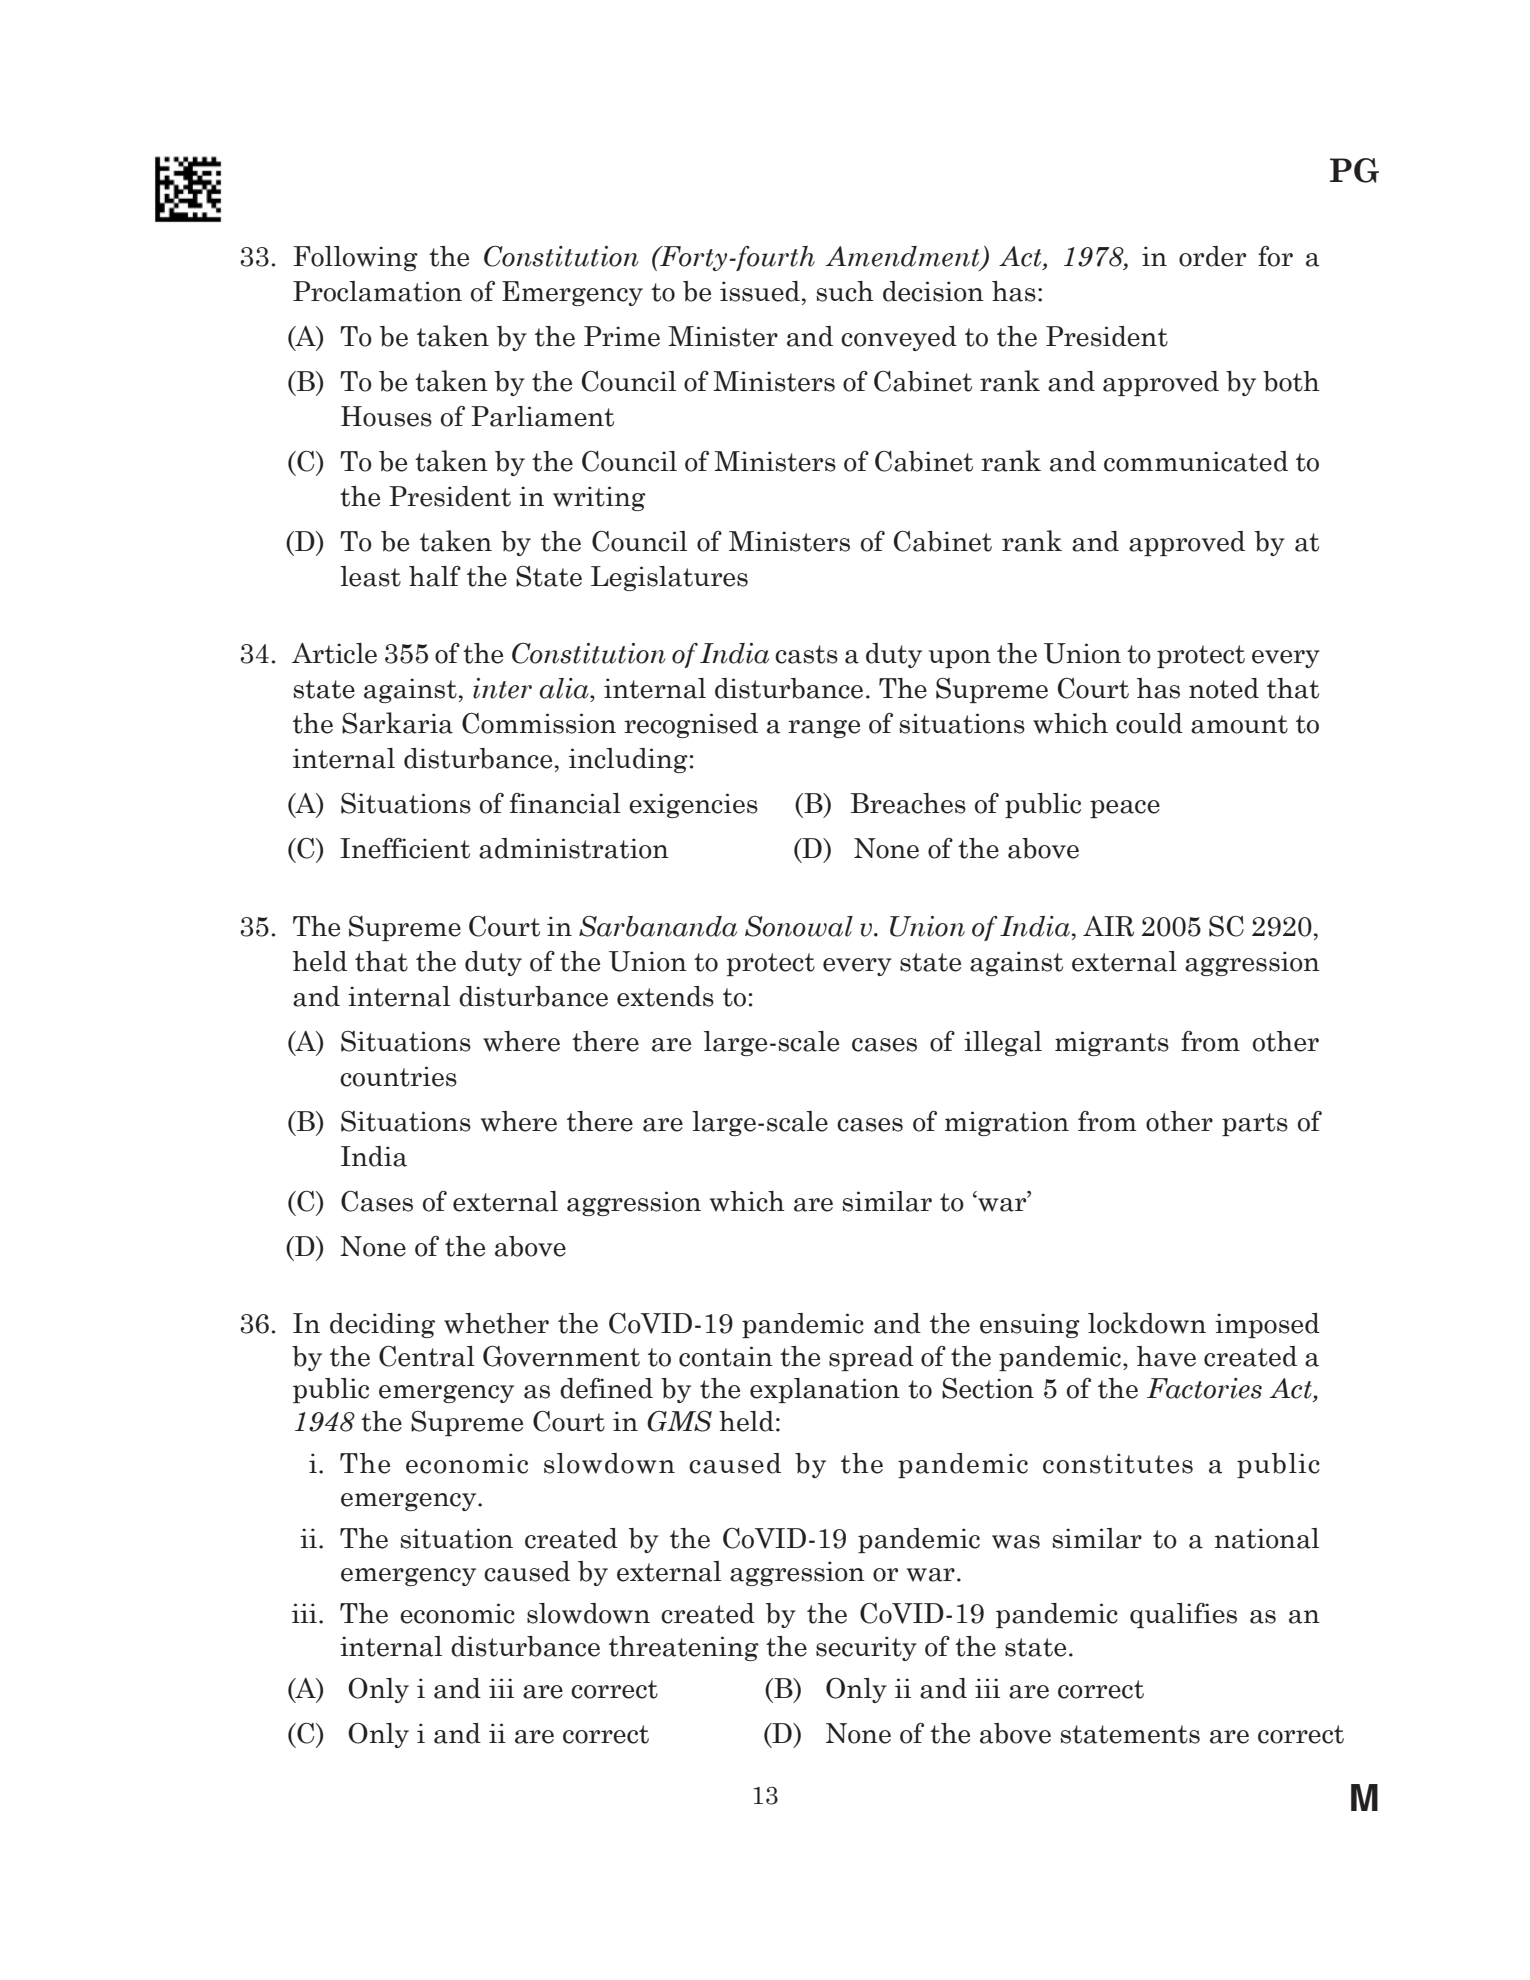 PG
33. Following the Constitution (Forty-fourth Amendment) Act, 1978, in order for a
Proclamation of Emergency to be issued, such decision has:
(A) To be taken by the Prime Minister and conveyed to the President
(B) To be taken by the Council of Ministers of Cabinet rank and approved by both
Houses of Parliament
(C) To be taken by the Council of Ministers of Cabinet rank and communicated to
the President in writing
(D) To be taken by the Council of Ministers of Cabinet rank and approved by at
least half the State Legislatures
34. Article 355 of the Constitution of India casts a duty upon the Union to protect every
state against, inter alia, internal disturbance. The Supreme Court has noted that
the Sarkaria Commission recognised a range of situations which could amount to
internal disturbance, including:
(A) Situations of financial exigencies (B) Breaches of public peace
(C) Inefficient administration (D) None of the above
35. The Supreme Court in Sarbananda Sonowal v. Union of India, AIR 2005 SC 2920,
held that the duty of the Union to protect every state against external aggression
and internal disturbance extends to:
(A) Situations where there are large-scale cases of illegal migrants from other
countries
(B) Situations where there are large-scale cases of migration from other parts of
India
(C) Cases of external aggression which are similar to ‘war’
(D) None of the above
36. In deciding whether the CoVID-19 pandemic and the ensuing lockdown imposed
by the Central Government to contain the spread of the pandemic, have created a
public emergency as defined by the explanation to Section 5 of the Factories Act,
1948 the Supreme Court in GMS held:
i. The economic slowdown caused by the pandemic constitutes a public
emergency.
ii. The situation created by the CoVID-19 pandemic was similar to a national
emergency caused by external aggression or war.
iii. The economic slowdown created by the CoVID-19 pandemic qualifies as an
internal disturbance threatening the security of the state.
(A) Only i and iii are correct (B) Only ii and iii are correct
(C) Only i and ii are correct (D) None of the above statements are correct
13
M